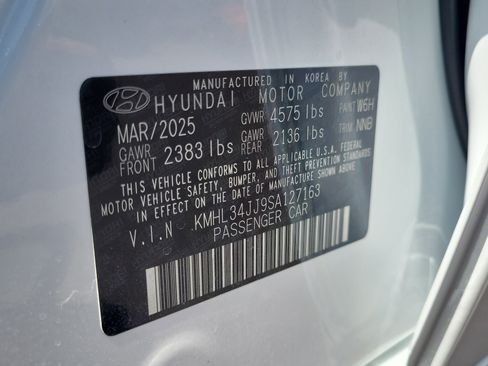 MANUFACTURED IN KOREA BY
HYUNDAI MOTOR COMPANY
MAR/2025 GVWR 4575 lbs PAINT W6H
GAWR FRONT 2383 lbs GAWR REAR 2136 lbs TRIM NNB
THIS VEHICLE CONFORMS TO ALL APPLICABLE U.S.A. FEDERAL
MOTOR VEHICLE SAFETY, BUMPER, AND THEFT PREVENTION STANDARDS
IN EFFECT ON THE DATE OF MANUFACTURE SHOWN ABOVE.
V.I.N KMHL34JJ9SA127163
PASSENGER CAR